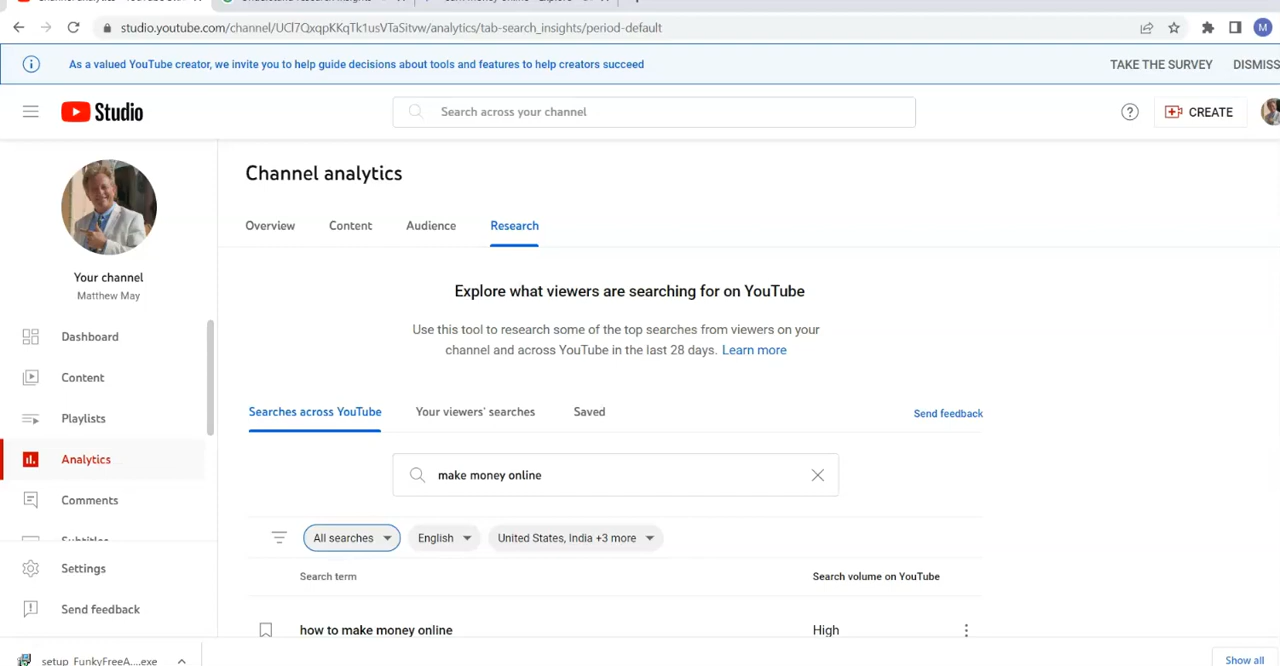 studio.youtube.com/channel/UCl7QxqpKKqTk1usVTaSitvw/analytics/tab-search_insights/period-default
M
As a valued YouTube creator, we invite you to help guide decisions about tools and features to help creators succeed
TAKE THE SURVEY
DISMISS
Studio
Search across your channel
CREATE
Your channel
Matthew May
Dashboard
Content
Playlists
Analytics
Comments
Subtitles
Settings
Send feedback
Channel analytics
Overview
Content
Audience
Research
Explore what viewers are searching for on YouTube
Use this tool to research some of the top searches from viewers on your
channel and across YouTube in the last 28 days. Learn more
Searches across YouTube
Your viewers' searches
Saved
Send feedback
make money online
All searches
English
United States, India +3 more
Search term
Search volume on YouTube
how to make money online
High
setup_FunkyFreeA....exe
Show all